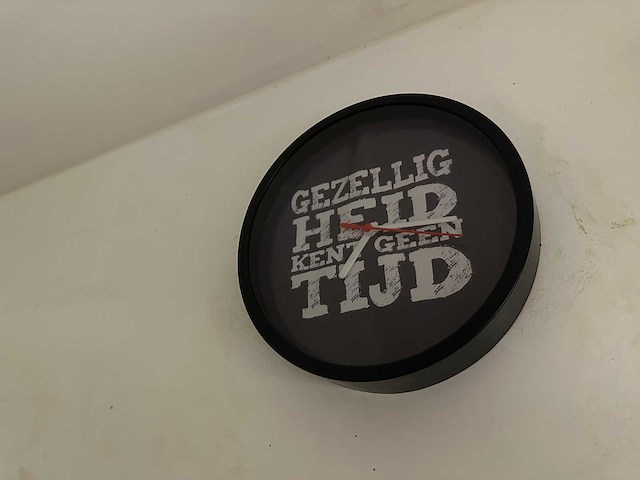 GEZELLIG
HEID
KENT GEEN
TIJD